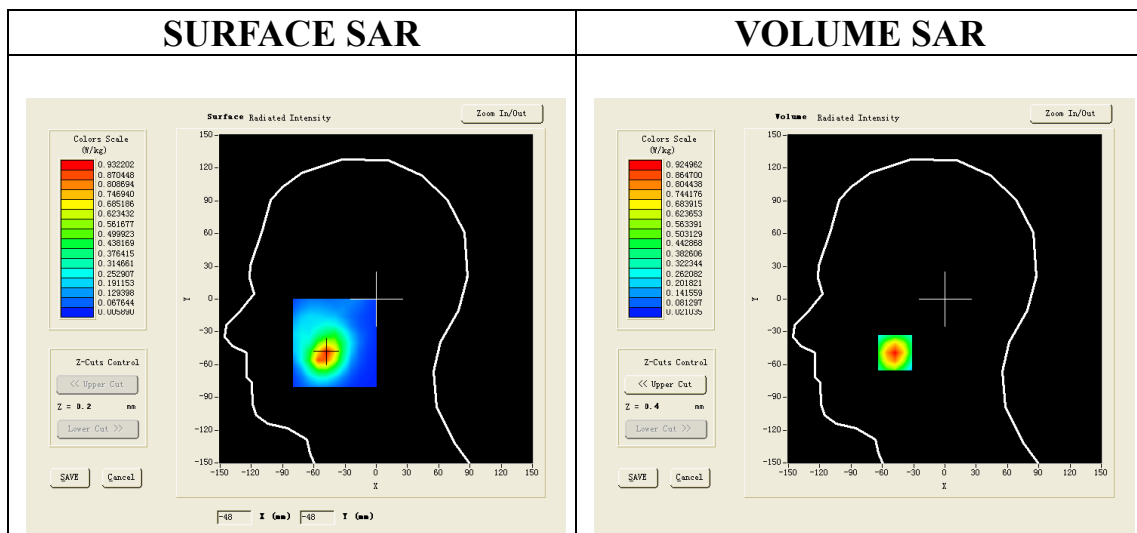 SURFACE SAR
VOLUME SAR
Surface Radiated Intensity
Zoom In/Out
Colors Scale
(W/kg)
0.932202
0.870448
0.808694
0.746940
0.685186
0.623432
0.561677
0.499923
0.438169
0.376415
0.314661
0.252907
0.191153
0.129398
0.067644
0.005890
150
120
90
60
30
0
-30
-60
-90
-120
-150
Y
-150 -120 -90 -60 -30 0 30 60 90 120 150
X
Z-Cuts Control
<< Upper Cut
Z = 0.2 mm
Lower Cut >>
SAVE Cancel
-48 X (mm) -48 Y (mm)
Volume Radiated Intensity
Zoom In/Out
Colors Scale
(W/kg)
0.924962
0.864700
0.804438
0.744176
0.683915
0.623653
0.563391
0.503129
0.442868
0.382606
0.322344
0.262082
0.201821
0.141559
0.081297
0.021035
150
120
90
60
30
0
-30
-60
-90
-120
-150
Y
-150 -120 -90 -60 -30 0 30 60 90 120 150
X
Z-Cuts Control
<< Upper Cut
Z = 0.4 mm
Lower Cut >>
SAVE Cancel